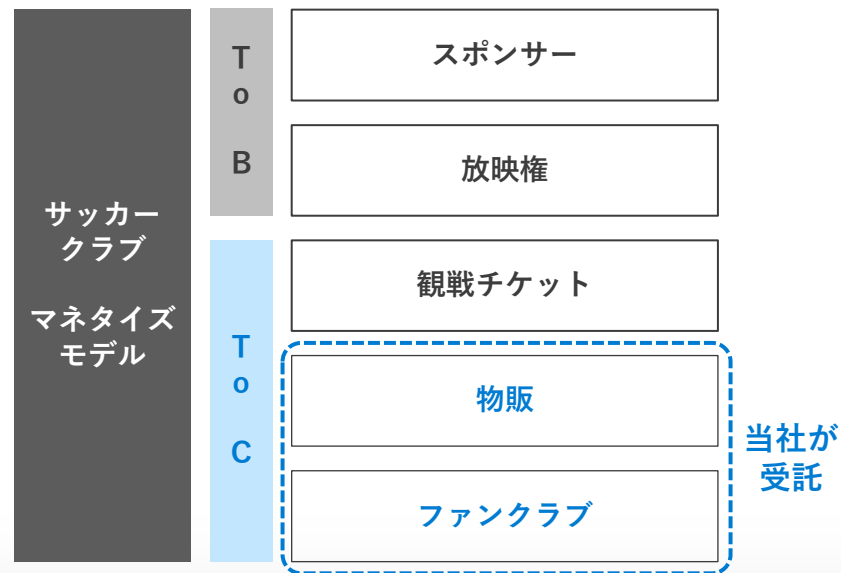 サッカー
クラブ
マネタイズ
モデル
To B
スポンサー
放映権
To C
観戦チケット
物販
ファンクラブ
当社が
受託